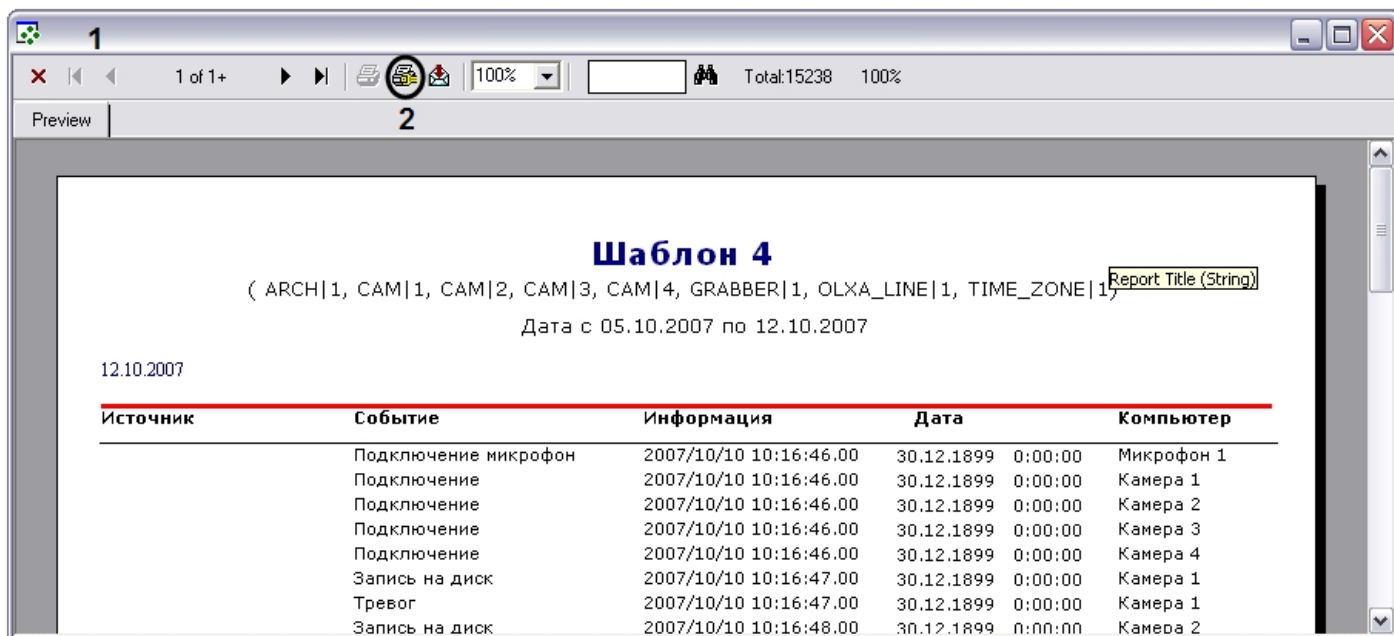 1
1 of 1+ 100% Total:15238 100%
Preview 2
Шаблон 4
( ARCH|1, CAM|1, CAM|2, CAM|3, CAM|4, GRABBER|1, OLXA_LINE|1, TIME_ZONE|1)
Report Title (String)
Дата с 05.10.2007 по 12.10.2007
12.10.2007
Источник Событие Информация Дата Компьютер
Подключение микрофон 2007/10/10 10:16:46.00 30.12.1899 0:00:00 Микрофон 1
Подключение 2007/10/10 10:16:46.00 30.12.1899 0:00:00 Камера 1
Подключение 2007/10/10 10:16:46.00 30.12.1899 0:00:00 Камера 2
Подключение 2007/10/10 10:16:46.00 30.12.1899 0:00:00 Камера 3
Подключение 2007/10/10 10:16:46.00 30.12.1899 0:00:00 Камера 4
Запись на диск 2007/10/10 10:16:47.00 30.12.1899 0:00:00 Камера 1
Тревог 2007/10/10 10:16:47.00 30.12.1899 0:00:00 Камера 1
Запись на диск 2007/10/10 10:16:48.00 30.12.1899 0:00:00 Камера 2